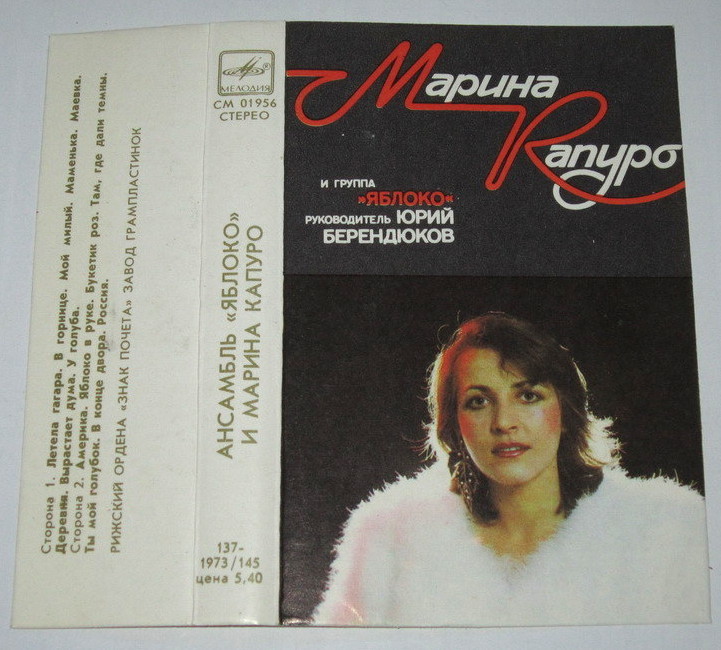 Сторона 1. Летела гагара. В горнице. Мой милый. Маменька. Маевка.
Деревня. Вырастает дума. У голуба.
Сторона 2. Америка. Яблоко в руке. Букетик роз. Там, где дали темны.
Ты мой голубок. В конце двора. Россия.
РИЖСКИЙ ОРДЕНА «ЗНАК ПОЧЕТА» ЗАВОД ГРАМПЛАСТИНОК
МЕЛОДИЯ
СМ 01956
СТЕРЕО
АНСАМБЛЬ «ЯБЛОКО»
И МАРИНА КАПУРО
137-
1973/145
цена 5,40
Марина
Капуро
И ГРУППА
»ЯБЛОКО«
РУКОВОДИТЕЛЬ ЮРИЙ
БЕРЕНДЮКОВ